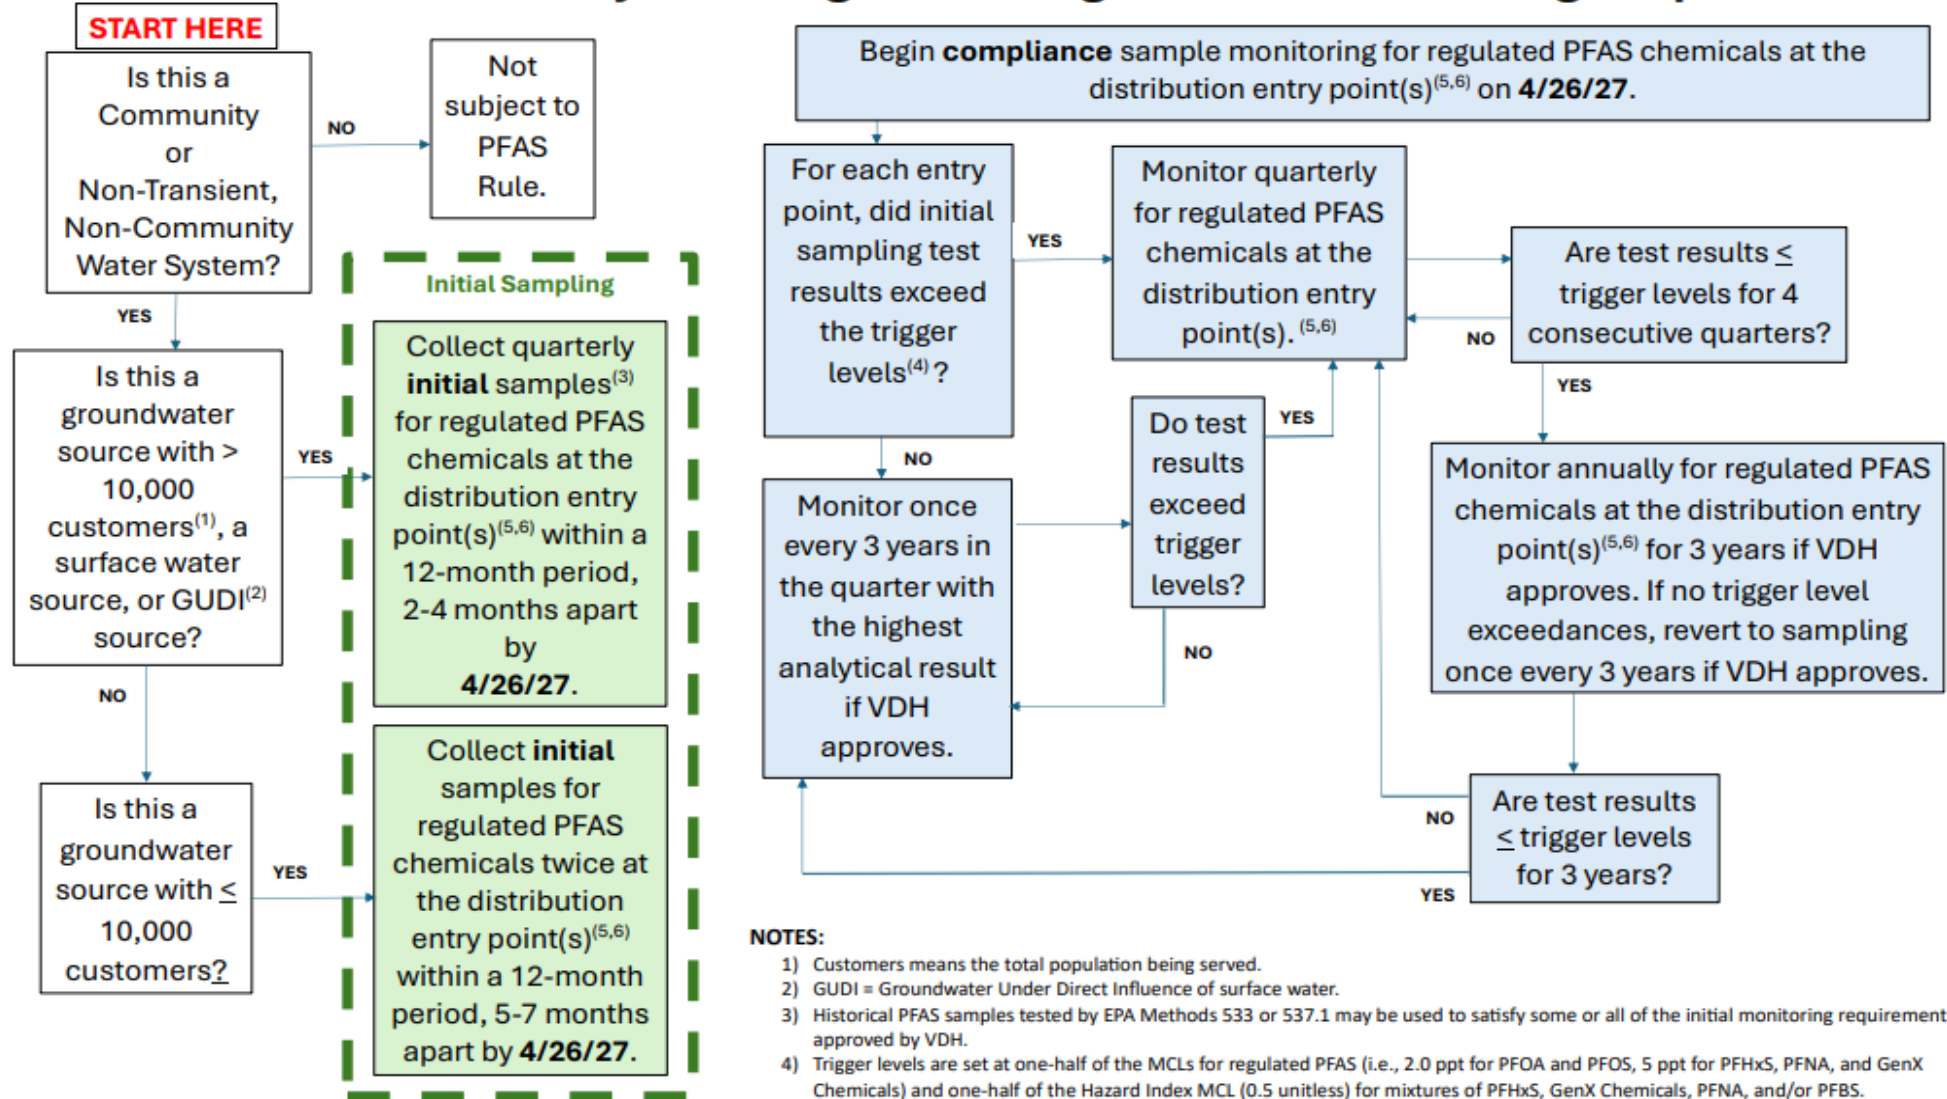 START HERE
Is this a
Community
or
Non-Transient,
Non-Community
Water System?
NO
Not
subject to
PFAS
Rule.
YES
Is this a
groundwater
source with >
10,000
customers(1), a
surface water
source, or GUDI(2)
source?
YES
NO
Is this a
groundwater
source with ≤
10,000
customers?
YES
Initial Sampling
Collect quarterly
initial samples(3)
for regulated PFAS
chemicals at the
distribution entry
point(s)(5,6) within a
12-month period,
2-4 months apart
by
4/26/27.
Collect initial
samples for
regulated PFAS
chemicals twice at
the distribution
entry point(s)(5,6)
within a 12-month
period, 5-7 months
apart by 4/26/27.
Begin compliance sample monitoring for regulated PFAS chemicals at the
distribution entry point(s)(5,6) on 4/26/27.
For each entry
point, did initial
sampling test
results exceed
the trigger
levels(4) ?
YES
NO
Monitor quarterly
for regulated PFAS
chemicals at the
distribution entry
point(s). (5,6)
Are test results ≤
trigger levels for 4
consecutive quarters?
NO
YES
Monitor once
every 3 years in
the quarter with
the highest
analytical result
if VDH
approves.
Do test
results
exceed
trigger
levels?
YES
NO
Monitor annually for regulated PFAS
chemicals at the distribution entry
point(s)(5,6) for 3 years if VDH
approves. If no trigger level
exceedances, revert to sampling
once every 3 years if VDH approves.
Are test results
≤ trigger levels
for 3 years?
NO
YES
NOTES:
1) Customers means the total population being served.
2) GUDI = Groundwater Under Direct Influence of surface water.
3) Historical PFAS samples tested by EPA Methods 533 or 537.1 may be used to satisfy some or all of the initial monitoring requirement
approved by VDH.
4) Trigger levels are set at one-half of the MCLs for regulated PFAS (i.e., 2.0 ppt for PFOA and PFOS, 5 ppt for PFHxS, PFNA, and GenX
Chemicals) and one-half of the Hazard Index MCL (0.5 unitless) for mixtures of PFHxS, GenX Chemicals, PFNA, and/or PFBS.